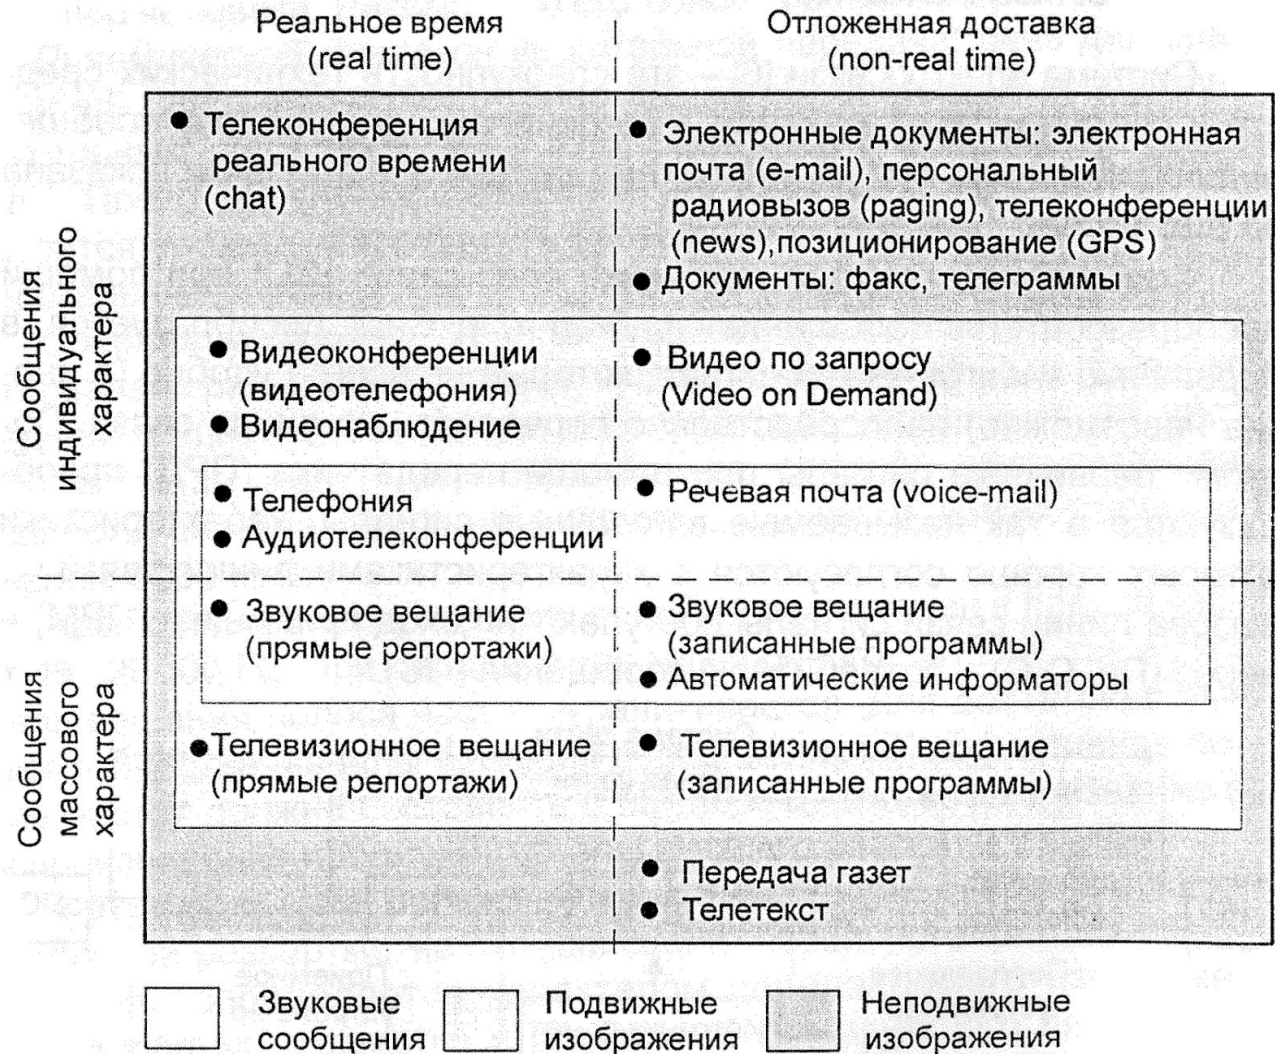 Реальное время
(real time)
Отложенная доставка
(non-real time)
Сообщения
индивидуального
характера
● Телеконференция
реального времени
(chat)
● Электронные документы: электронная
почта (e-mail), персональный
радиовызов (paging), телеконференции
(news),позиционирование (GPS)
● Документы: факс, телеграммы
● Видеоконференции
(видеотелефония)
● Видеонаблюдение
● Видео по запросу
(Video on Demand)
● Телефония
● Аудиотелеконференции
● Речевая почта (voice-mail)
Сообщения
массового
характера
● Звуковое вещание
(прямые репортажи)
● Звуковое вещание
(записанные программы)
● Автоматические информаторы
● Телевизионное вещание
(прямые репортажи)
● Телевизионное вещание
(записанные программы)
● Передача газет
● Телетекст
Звуковые
сообщения
Подвижные
изображения
Неподвижные
изображения